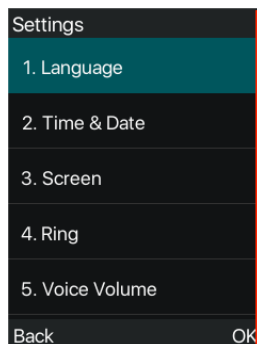 Settings
1. Language
2. Time & Date
3. Screen
4. Ring
5. Voice Volume
Back OK